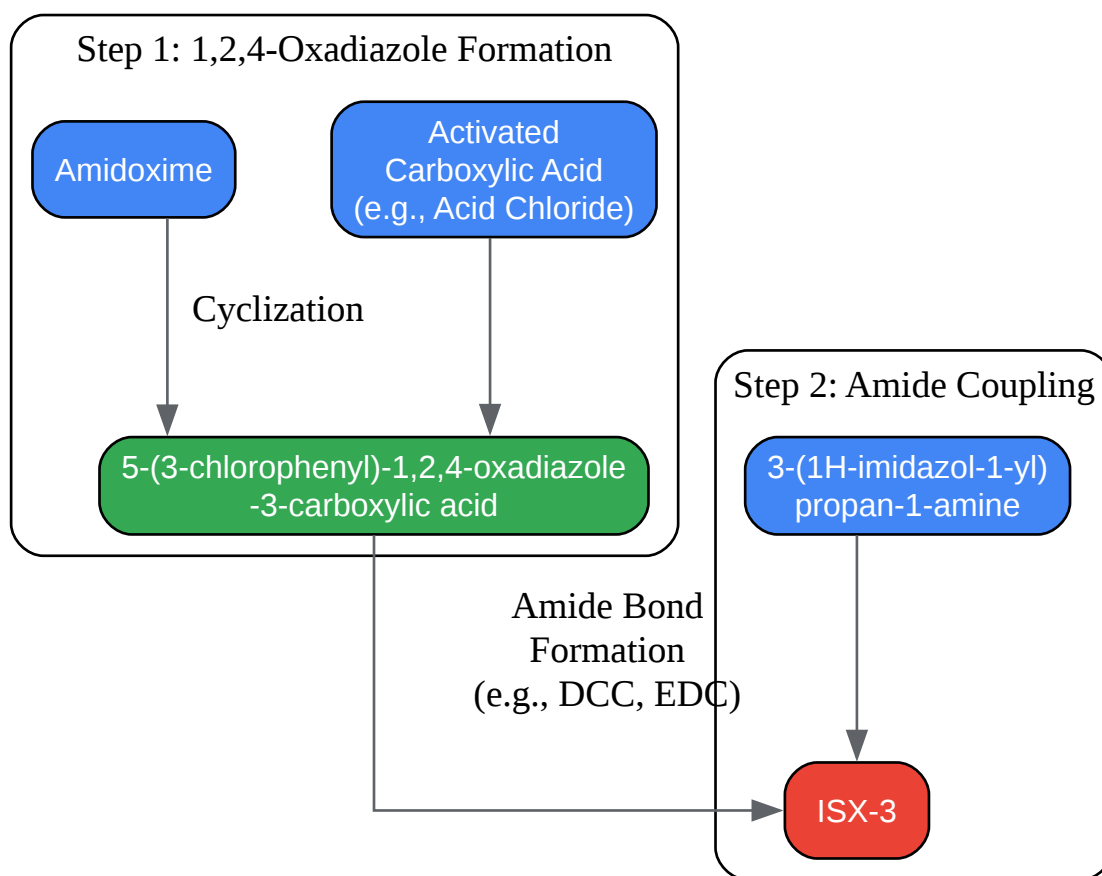 Step 1: 1,2,4-Oxadiazole Formation
Amidoxime
Activated
Carboxylic Acid
(e.g., Acid Chloride)
Cyclization
5-(3-chlorophenyl)-1,2,4-oxadiazole
-3-carboxylic acid
Step 2: Amide Coupling
3-(1H-imidazol-1-yl)
propan-1-amine
Amide Bond
Formation
(e.g., DCC, EDC)
ISX-3